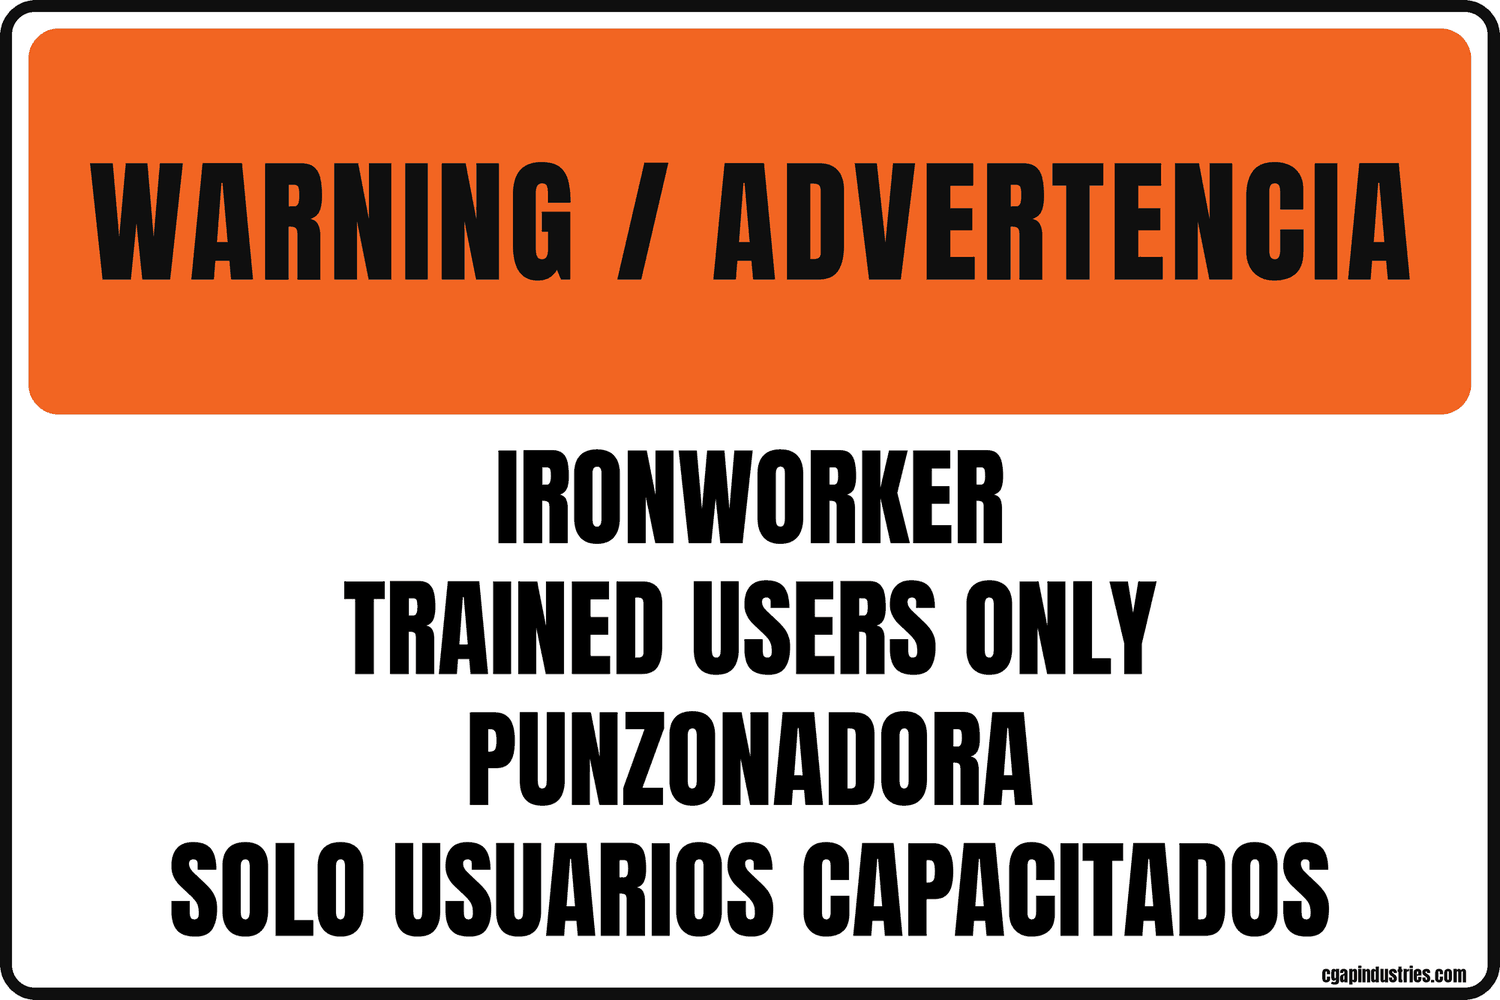 WARNING / ADVERTENCIA
IRONWORKER
TRAINED USERS ONLY
PUNZONADORA
SOLO USUARIOS CAPACITADOS
cgapindustries.com